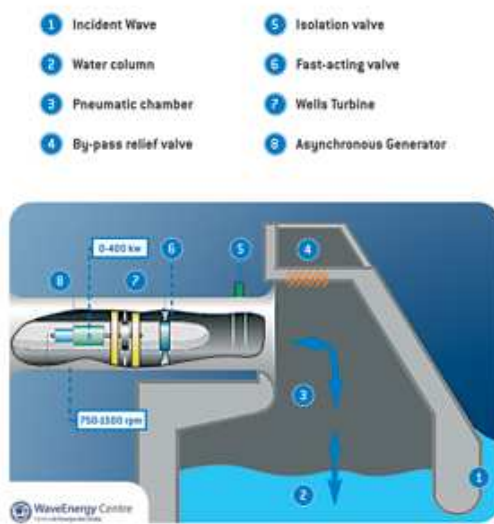 1 Incident Wave
2 Water column
3 Pneumatic chamber
4 By-pass relief valve
5 Isolation valve
6 Fast-acting valve
7 Wells Turbine
8 Asynchronous Generator
0-400 kw
6
5
4
8
7
3
750-1500 rpm
1
2
WaveEnergy Centre